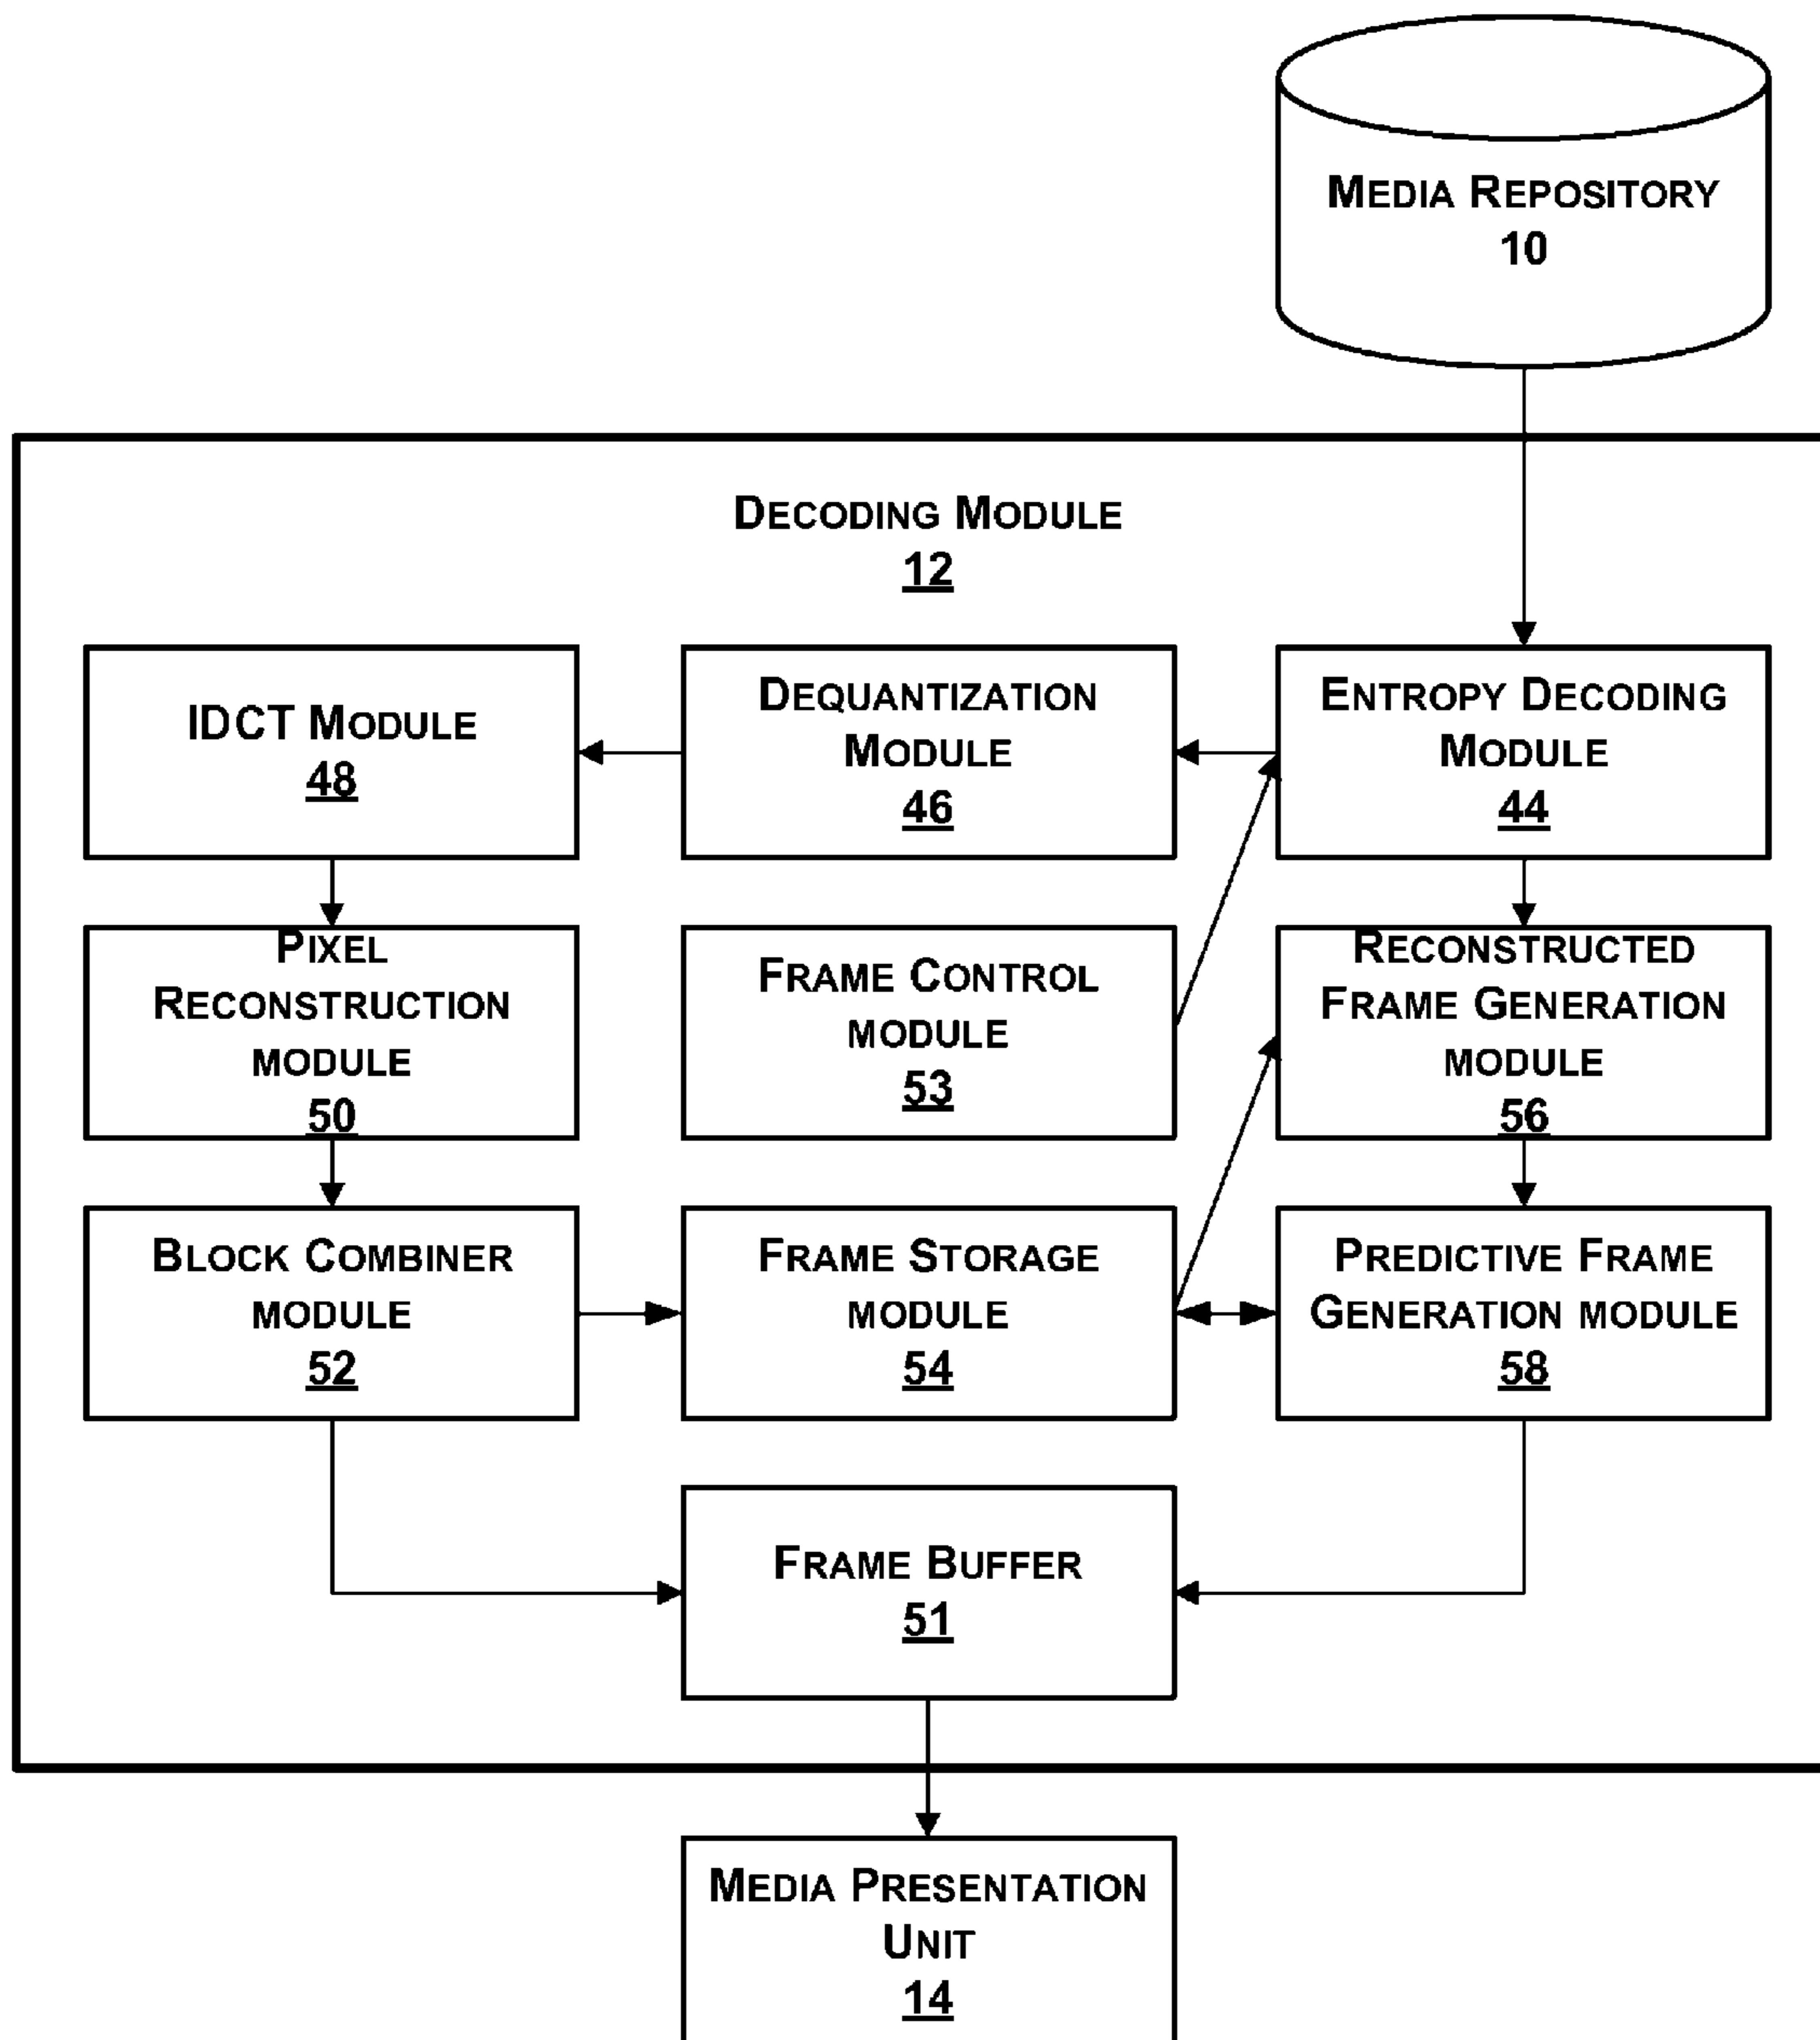 MEDIA REPOSITORY
10
DECODING MODULE
12
IDCT MODULE
48
DEQUANTIZATION
MODULE
46
ENTROPY DECODING
MODULE
44
PIXEL
RECONSTRUCTION
MODULE
50
FRAME CONTROL
MODULE
53
RECONSTRUCTED
FRAME GENERATION
MODULE
56
BLOCK COMBINER
MODULE
52
FRAME STORAGE
MODULE
54
PREDICTIVE FRAME
GENERATION MODULE
58
FRAME BUFFER
51
MEDIA PRESENTATION
UNIT
14